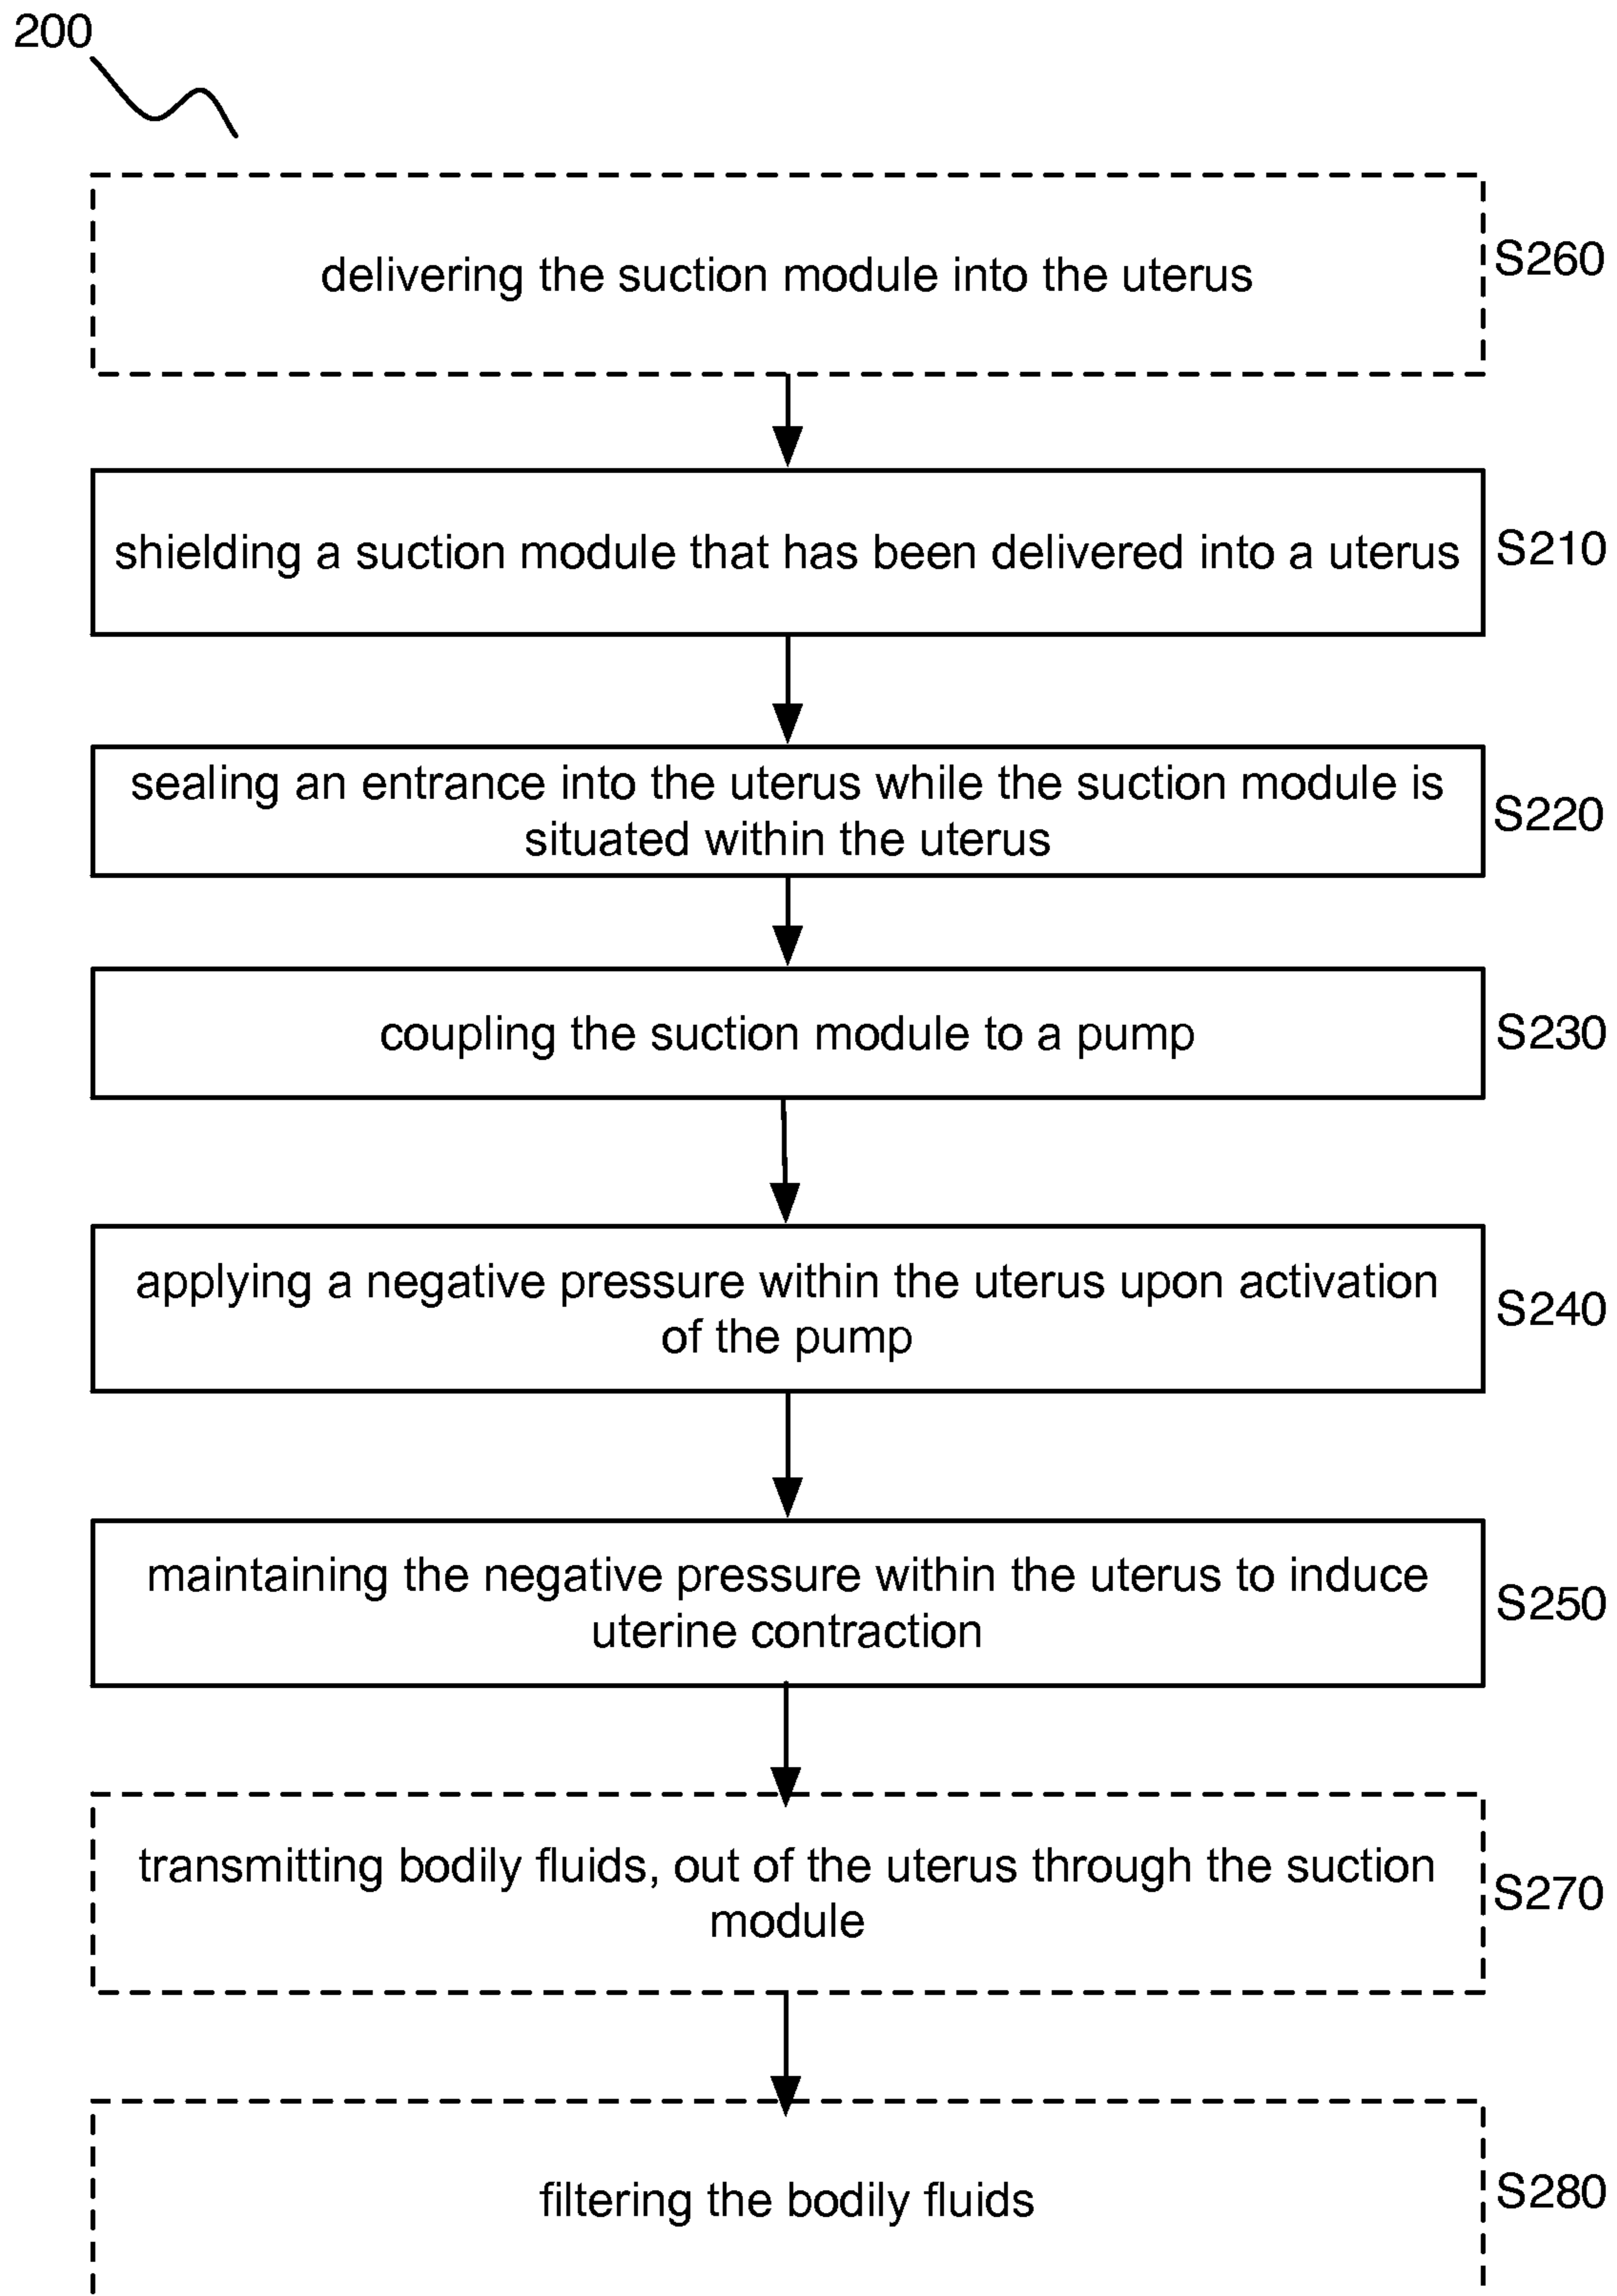 200
delivering the suction module into the uterus
S260
shielding a suction module that has been delivered into a uterus
S210
sealing an entrance into the uterus while the suction module is
situated within the uterus
S220
coupling the suction module to a pump
S230
applying a negative pressure within the uterus upon activation
of the pump
S240
maintaining the negative pressure within the uterus to induce
uterine contraction
S250
transmitting bodily fluids, out of the uterus through the suction
module
S270
filtering the bodily fluids
S280